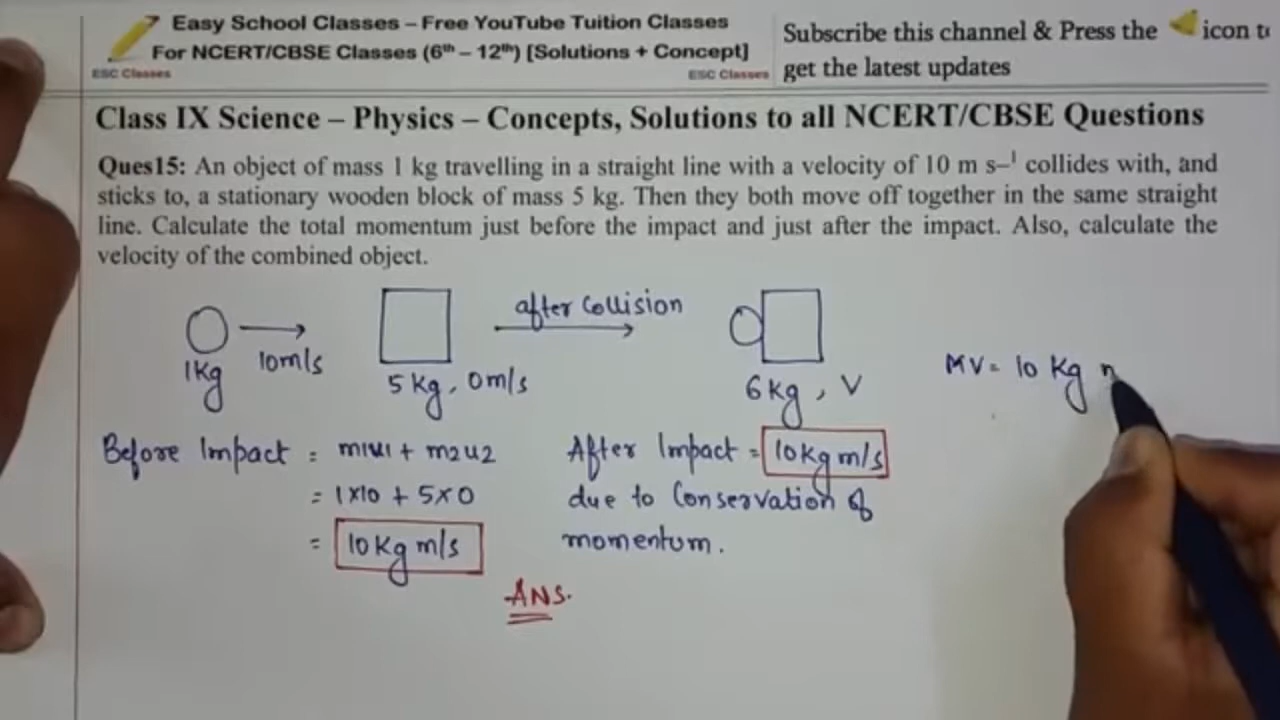 Easy School Classes – Free YouTube Tuition Classes
For NCERT/CBSE Classes (6th – 12th) [Solutions + Concept]
ESC Classes
ESC Classes
Subscribe this channel & Press the icon
get the latest updates
Class IX Science – Physics – Concepts, Solutions to all NCERT/CBSE Questions
Ques15: An object of mass 1 kg travelling in a straight line with a velocity of 10 m s–1 collides with, and
sticks to, a stationary wooden block of mass 5 kg. Then they both move off together in the same straight
line. Calculate the total momentum just before the impact and just after the impact. Also, calculate the
velocity of the combined object.
1kg
10m/s
5kg, 0m/s
after Collision
6kg, V
MV = 10 Kg
Before Impact = m1u1 + m2u2
= 1x10 + 5x0
= 10Kg m/s
After Impact = 10Kg m/s
due to Conservation of
momentum.
ANS.